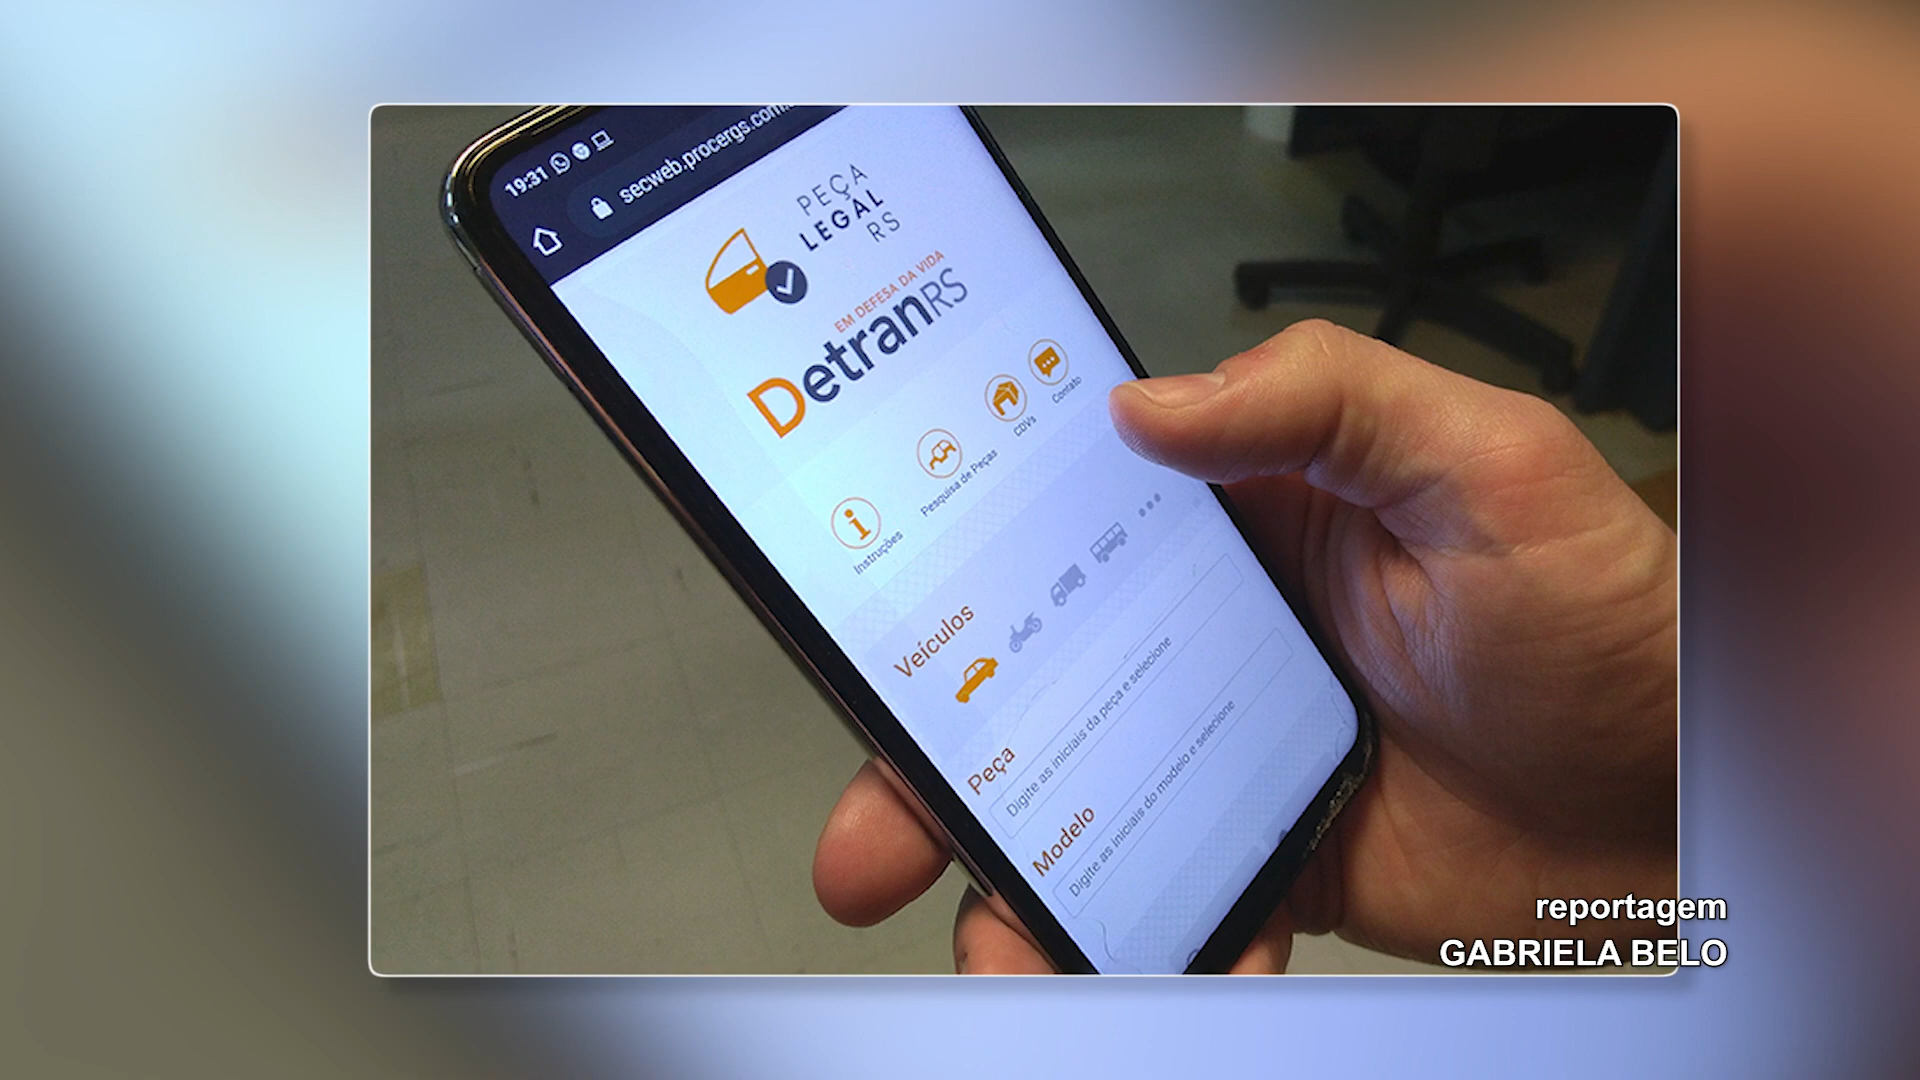 19:31
secweb.procergs.com.
PEÇA
LEGAL
RS
EM DEFESA DA VIDA
DetranRS
Instruções
Pesquisa de Peças
CDVs
Contato
Veículos
Peça
Digite as iniciais da peça e selecione
Modelo
Digite as iniciais do modelo e selecione
reportagem
GABRIELA BELO